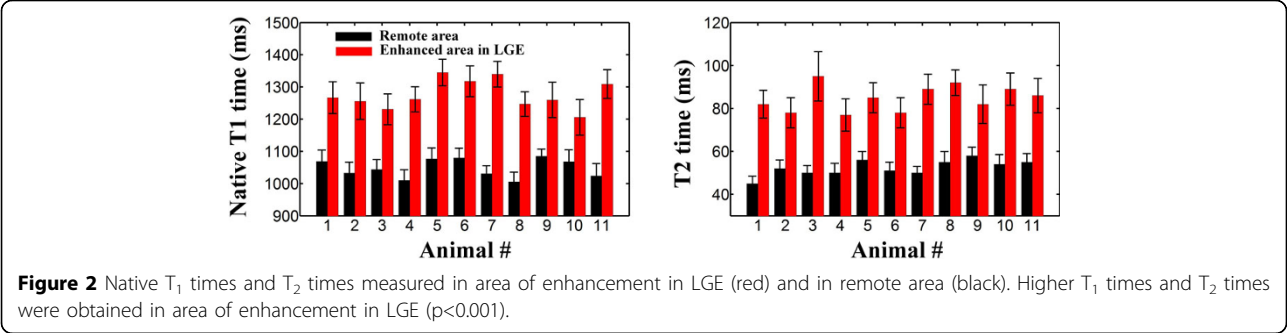 Native T1 time (ms)
1500
1400
1300
1200
1100
1000
900
Remote area
Enhanced area in LGE
1 2 3 4 5 6 7 8 9 10 11
Animal #
T2 time (ms)
120
100
80
60
40
1 2 3 4 5 6 7 8 9 10 11
Animal #
Figure 2 Native T₁ times and T₂ times measured in area of enhancement in LGE (red) and in remote area (black). Higher T₁ times and T₂ times
were obtained in area of enhancement in LGE (p<0.001).